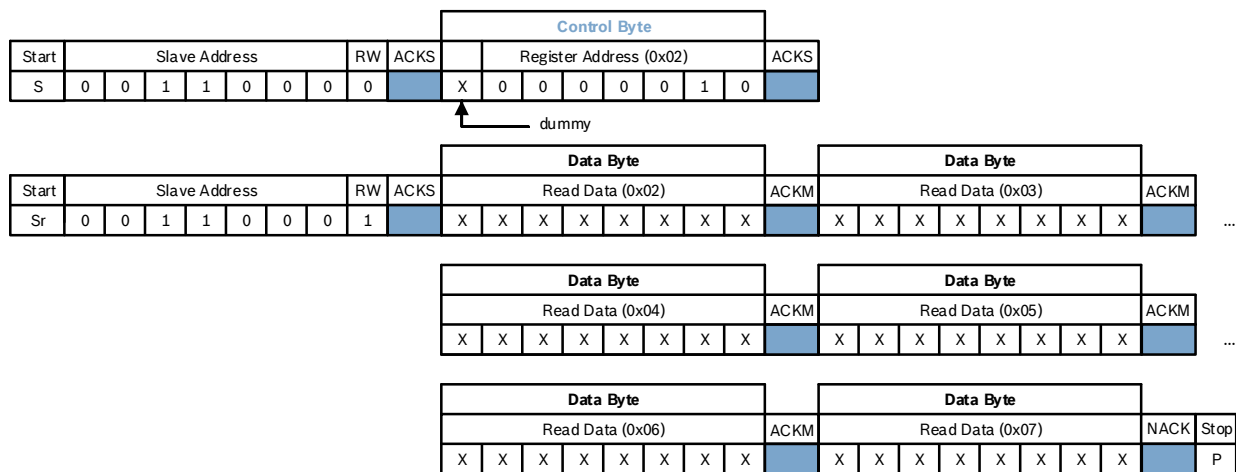 Control Byte
Start Slave Address RW ACKS Register Address (0x02) ACKS
S 0 0 1 1 0 0 0 0 X 0 0 0 0 0 1 0
dummy
Data Byte Data Byte
Start Slave Address RW ACKS Read Data (0x02) ACKM Read Data (0x03) ACKM
Sr 0 0 1 1 0 0 0 1 X X X X X X X X X X X X X X X X ...
Data Byte Data Byte
Read Data (0x04) ACKM Read Data (0x05) ACKM
X X X X X X X X X X X X X X X X ...
Data Byte Data Byte
Read Data (0x06) ACKM Read Data (0x07) NACK Stop
X X X X X X X X X X X X X X X X P